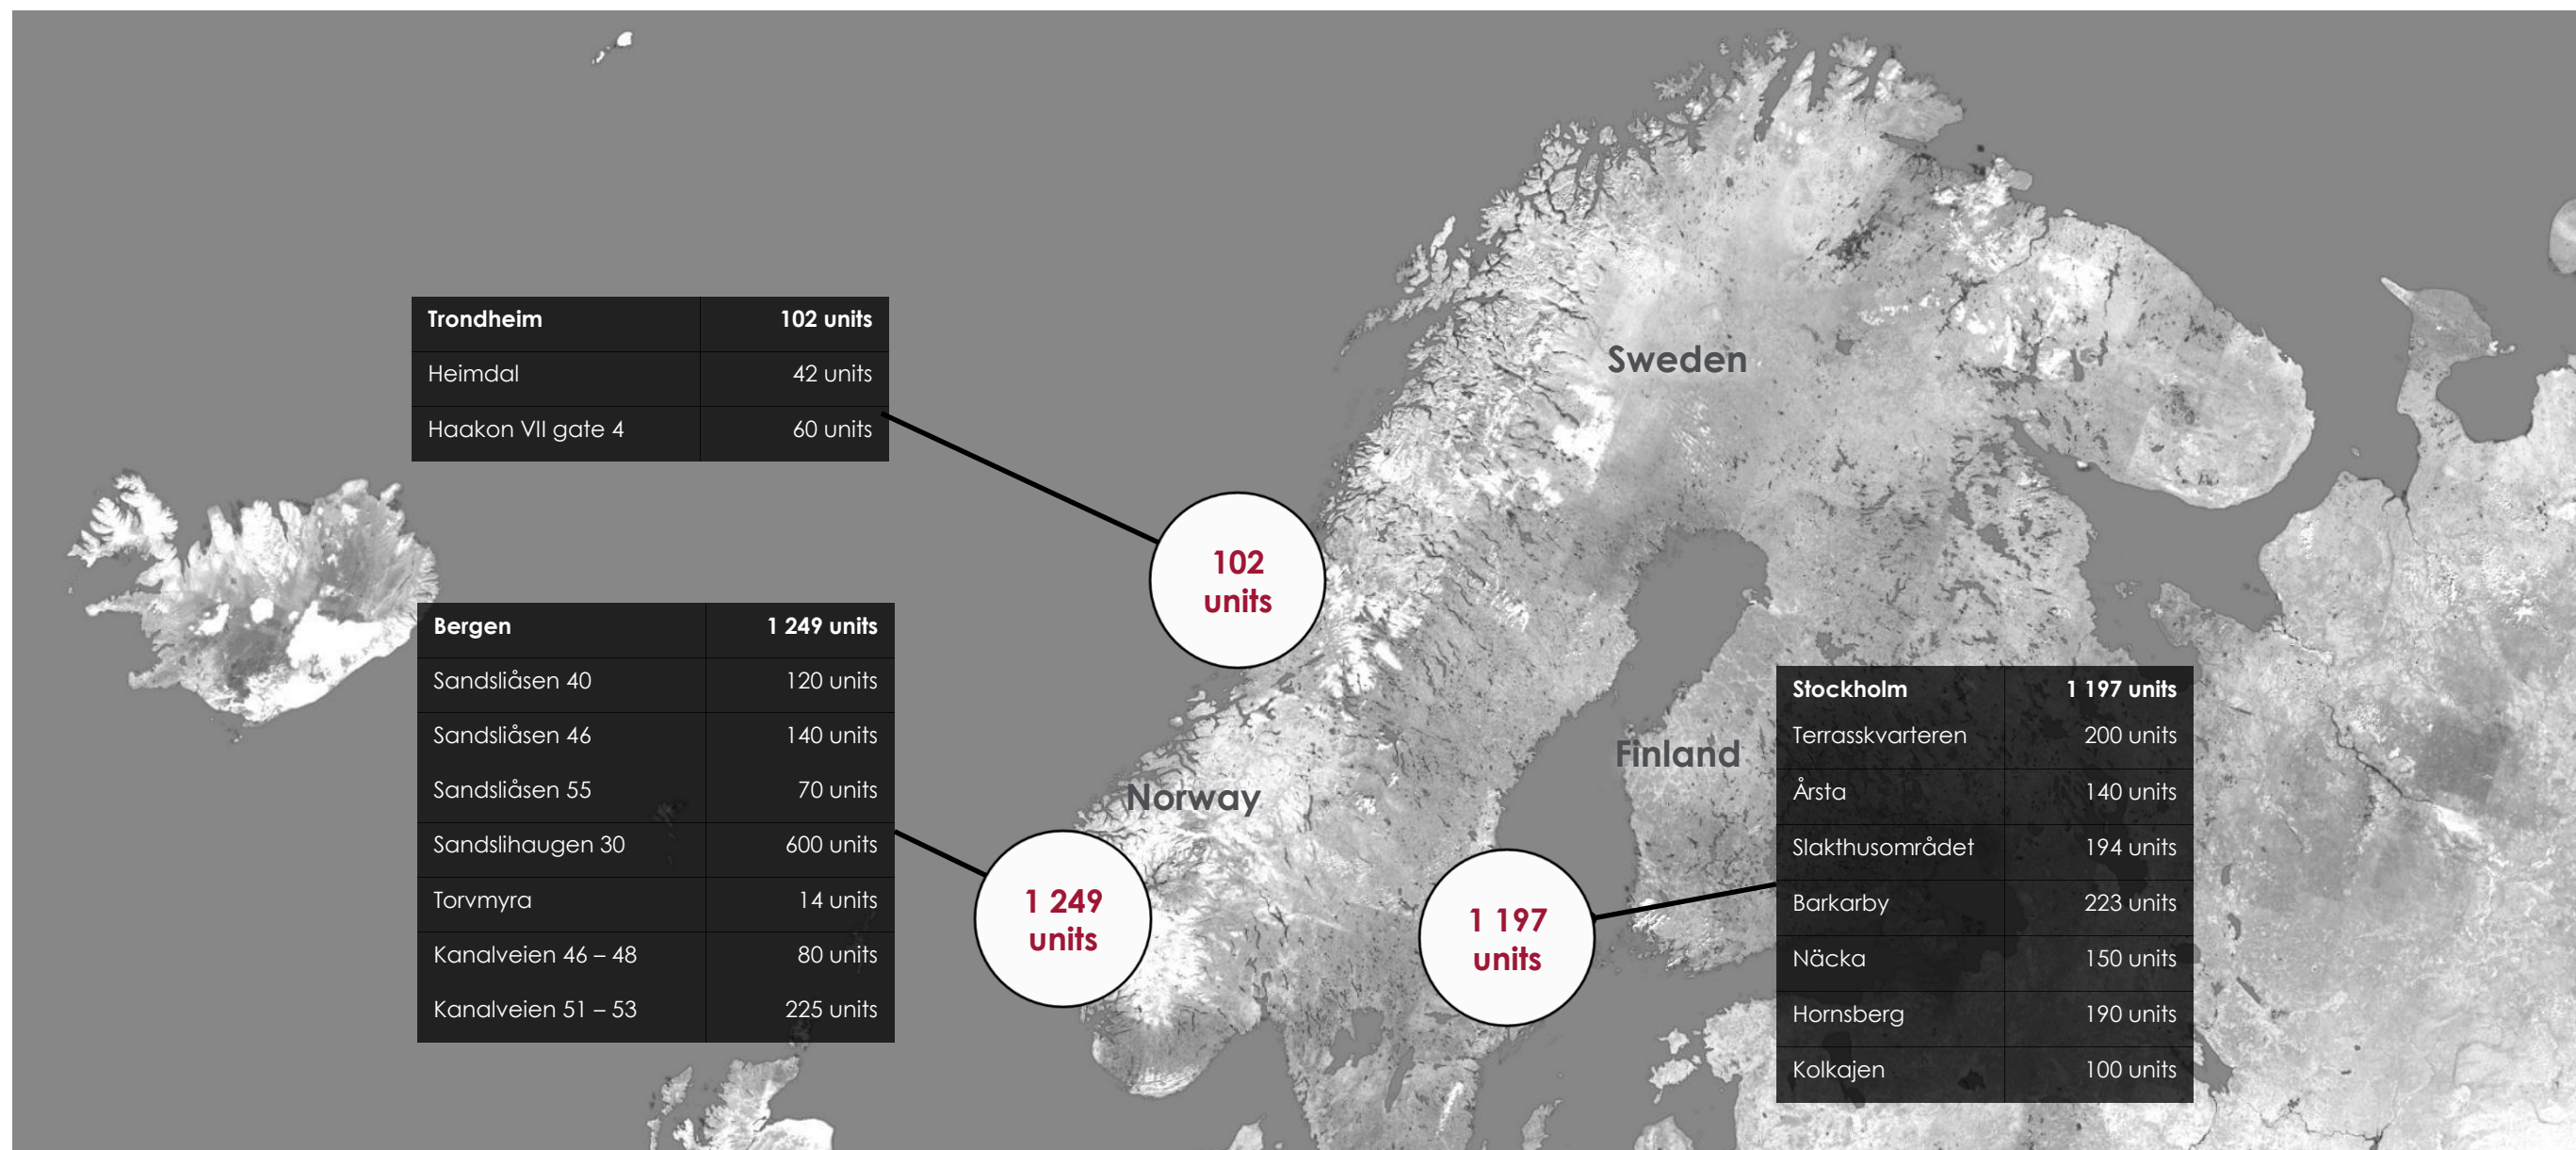 Sweden
Trondheim 102 units
Heimdal 42 units
Haakon VII gate 4 60 units
102
units
Bergen 1 249 units
Sandsliåsen 40 120 units
Sandsliåsen 46 140 units
Sandsliåsen 55 70 units
Sandslihaugen 30 600 units
Torvmyra 14 units
Kanalveien 46 – 48 80 units
Kanalveien 51 – 53 225 units
Norway
1 249
units
Finland
1 197
units
Stockholm 1 197 units
Terrasskvarteren 200 units
Årsta 140 units
Slakthusområdet 194 units
Barkarby 223 units
Näcka 150 units
Hornsberg 190 units
Kolkajen 100 units